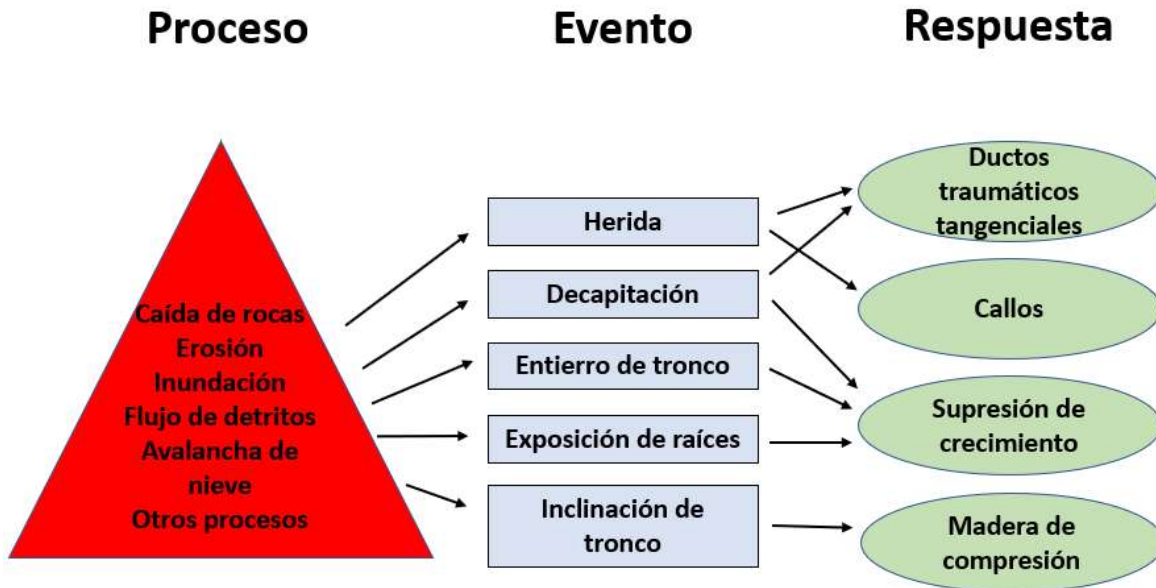 Proceso
Evento
Respuesta
Caída de rocas
Erosión
Inundación
Flujo de detritos
Avalancha de
nieve
Otros procesos
Herida
Decapitación
Entierro de tronco
Exposición de raíces
Inclinación de
tronco
Ductos
traumáticos
tangenciales
Callos
Supresión de
crecimiento
Madera de
compresión